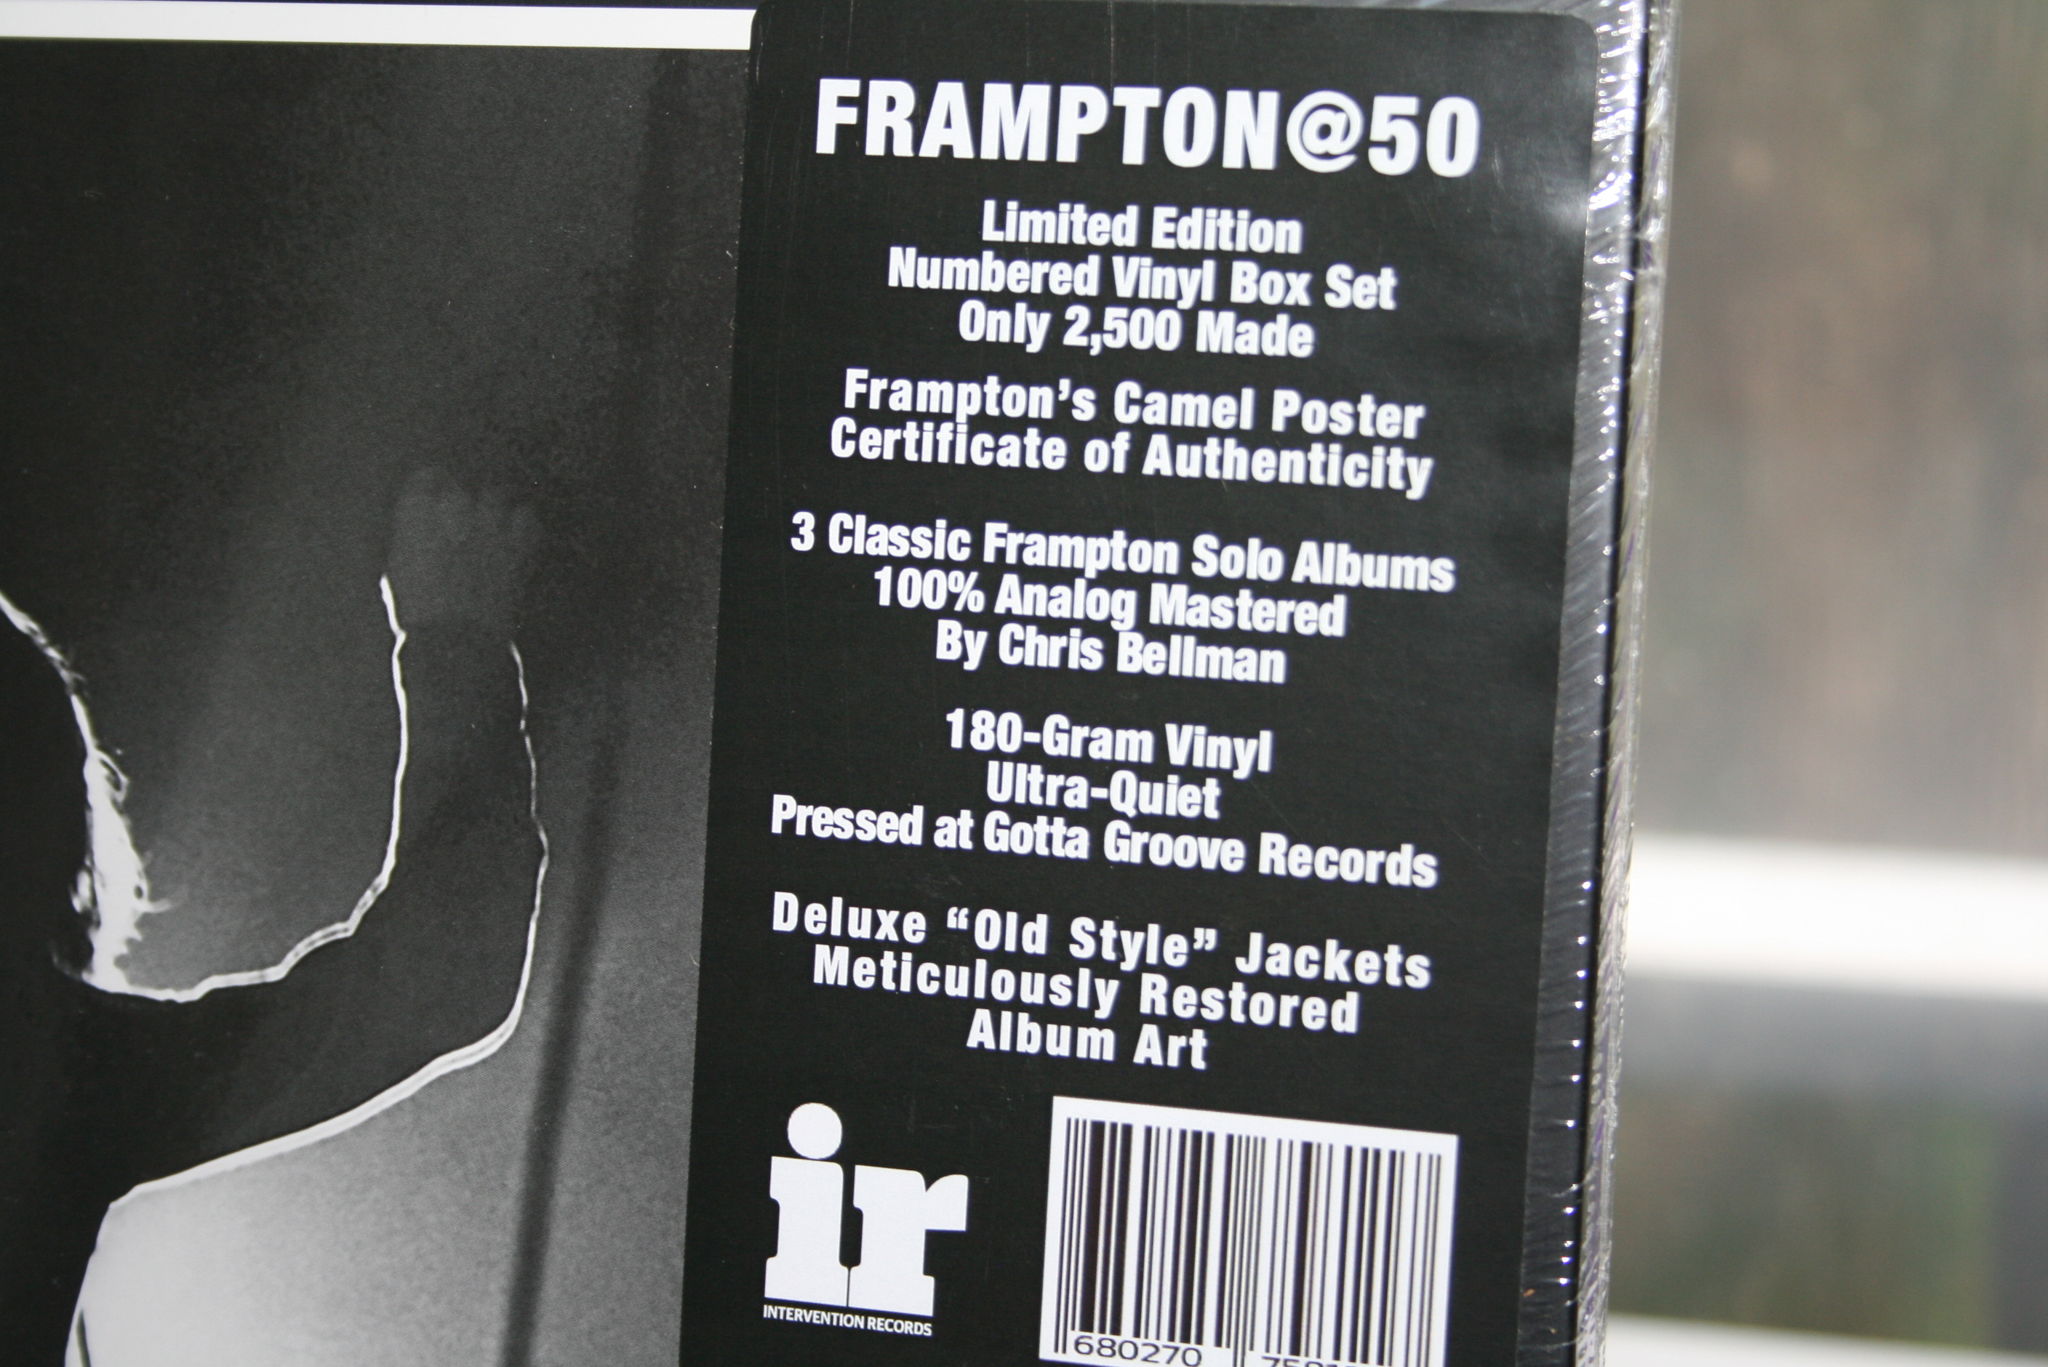 FRAMPTON@50
Limited Edition
Numbered Vinyl Box Set
Only 2,500 Made
Frampton's Camel Poster
Certificate of Authenticity
3 Classic Frampton Solo Albums
100% Analog Mastered
By Chris Bellman
180-Gram Vinyl
Ultra-Quiet
Pressed at Gotta Groove Records
Deluxe “Old Style” Jackets
Meticulously Restored
Album Art
ir
INTERVENTION RECORDS
680270